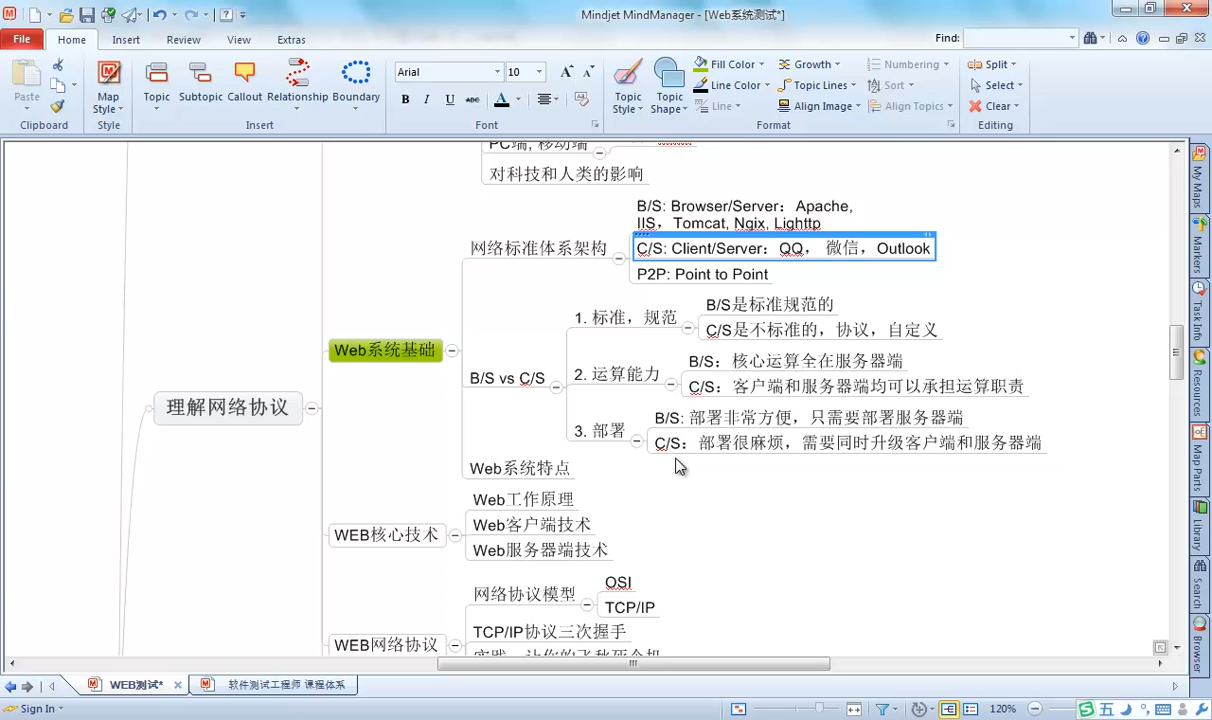 Mindjet MindManager - [Web系统测试*]
File Home Insert Review View Extras Find:
Paste Map Style Topic Subtopic Callout Relationship Boundary
Arial 10
B I U abc A
Topic Style Topic Shape
Fill Color Growth Numbering Split
Line Color Topic Lines Sort Select
Line Align Image Align Topics Clear
Clipboard Style Insert Font Format Editing
PC端, 移动端
对科技和人类的影响
B/S: Browser/Server：Apache,
IIS，Tomcat, Ngix, Lighttp
网络标准体系架构
C/S: Client/Server：QQ， 微信，Outlook
P2P: Point to Point
B/S是标准规范的
1. 标准，规范
C/S是不标准的，协议，自定义
Web系统基础
B/S：核心运算全在服务器端
2. 运算能力
B/S vs C/S
C/S：客户端和服务器端均可以承担运算职责
理解网络协议
B/S: 部署非常方便，只需要部署服务器端
3. 部署
C/S：部署很麻烦，需要同时升级客户端和服务器端
Web系统特点
Web工作原理
WEB核心技术
Web客户端技术
Web服务器端技术
OSI
网络协议模型
TCP/IP
TCP/IP协议三次握手
WEB网络协议
My Maps
Markers
Task Info
Resources
Map Parts
Library
Search
Browser
WEB测试*
软件测试工程师 课程体系
Sign In
120%
五